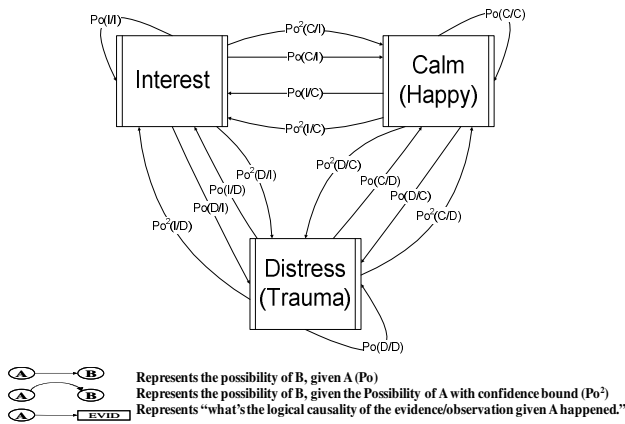 Po(I/I)
Po²(C/I)
Po(C/C)
Interest
Po(C/I)
Calm
(Happy)
Po(I/C)
Po²(I/C)
Po²(D/I)
Po²(D/C)
Po(I/D)
Po(C/D)
Po(D/I)
Po(D/C)
Po²(I/D)
Po²(C/D)
Distress
(Trauma)
Po(D/D)
A B Represents the possibility of B, given A (Po)
A B Represents the possibility of B, given the Possibility of A with confidence bound (Po²)
A EVID Represents “what's the logical causality of the evidence/observation given A happened.”